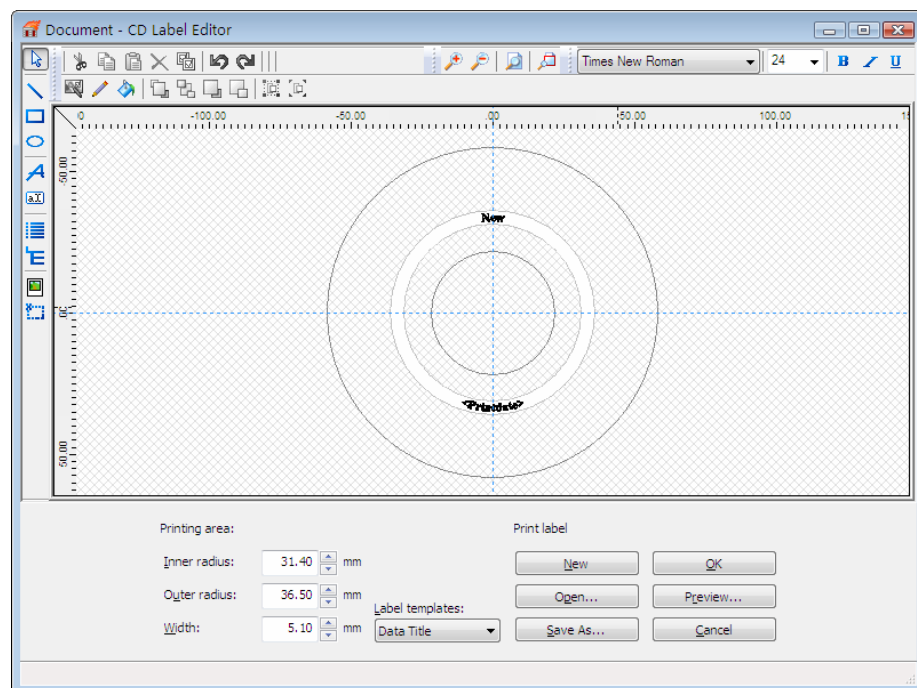 Document - CD Label Editor
Times New Roman 24 B I U
0 -100.00 -50.00 .00 50.00 100.00 15
-50.00
.00
50.00
New
<Printdate>
Printing area:
Print label
Inner radius: 31.40 mm
New
OK
Outer radius: 36.50 mm
Open...
Preview...
Label templates:
Width: 5.10 mm
Data Title
Save As...
Cancel